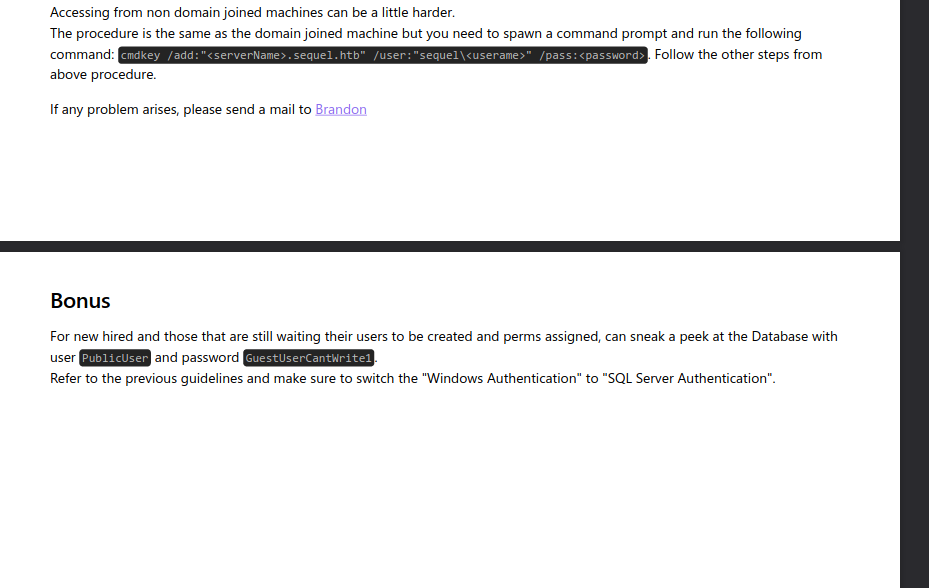 Accessing from non domain joined machines can be a little harder.
The procedure is the same as the domain joined machine but you need to spawn a command prompt and run the following
command: cmdkey /add:"<serverName>.sequel.htb" /user:"sequel\<userame>" /pass:<password>. Follow the other steps from
above procedure.
If any problem arises, please send a mail to Brandon
Bonus
For new hired and those that are still waiting their users to be created and perms assigned, can sneak a peek at the Database with
user PublicUser and password GuestUserCantWrite1.
Refer to the previous guidelines and make sure to switch the "Windows Authentication" to "SQL Server Authentication".